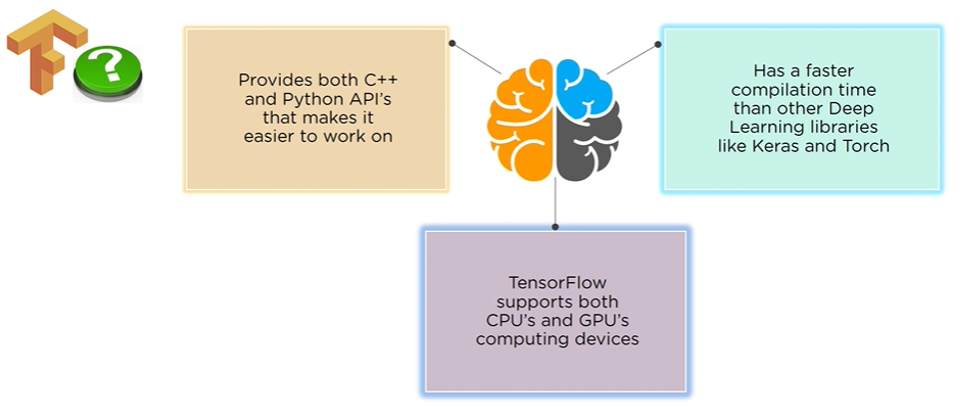 ?
Provides both C++
and Python API's
that makes it
easier to work on
Has a faster
compilation time
than other Deep
Learning libraries
like Keras and Torch
TensorFlow
supports both
CPU's and GPU's
computing devices